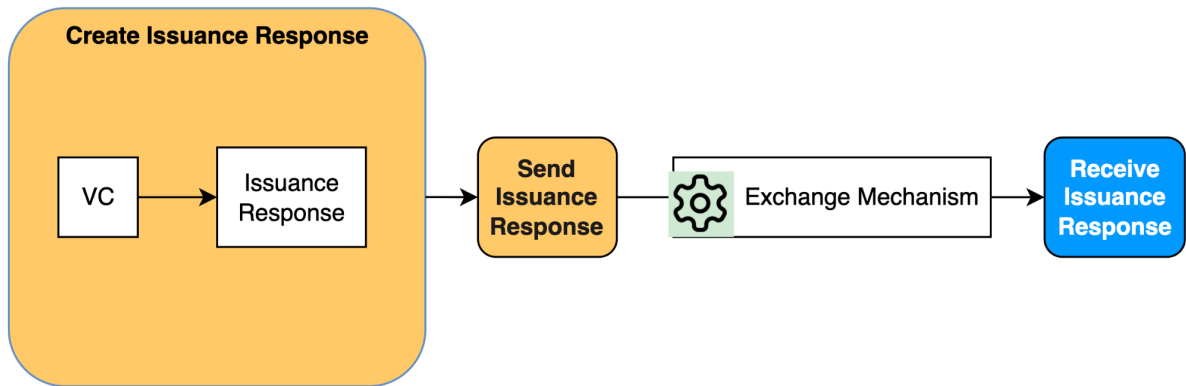 Create Issuance Response
VC
Issuance
Response
Send
Issuance
Response
Exchange Mechanism
Receive
Issuance
Response